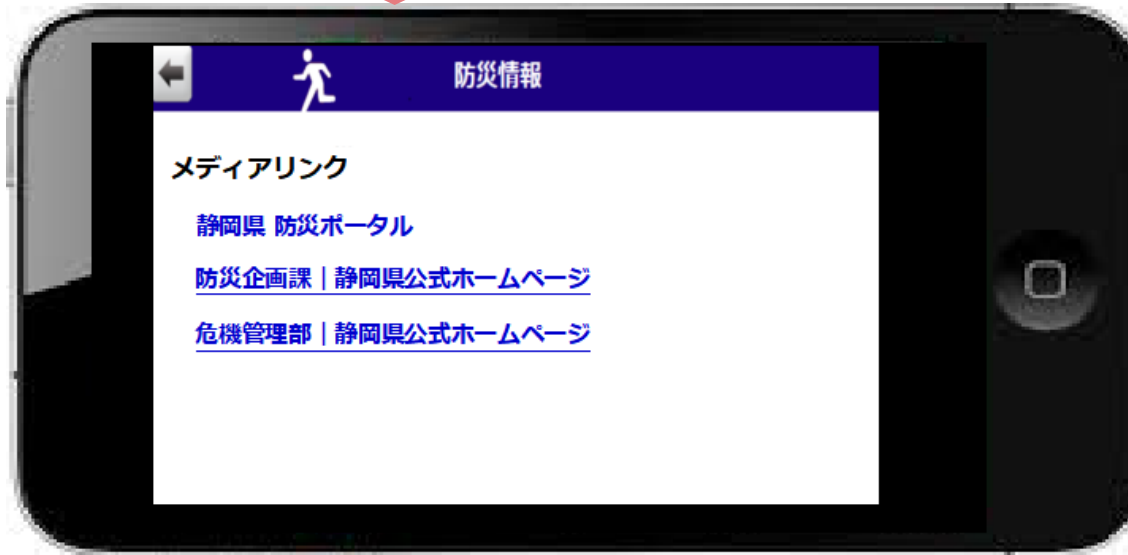 防災情報
メディアリンク
静岡県 防災ポータル
防災企画課｜静岡県公式ホームページ
危機管理部｜静岡県公式ホームページ